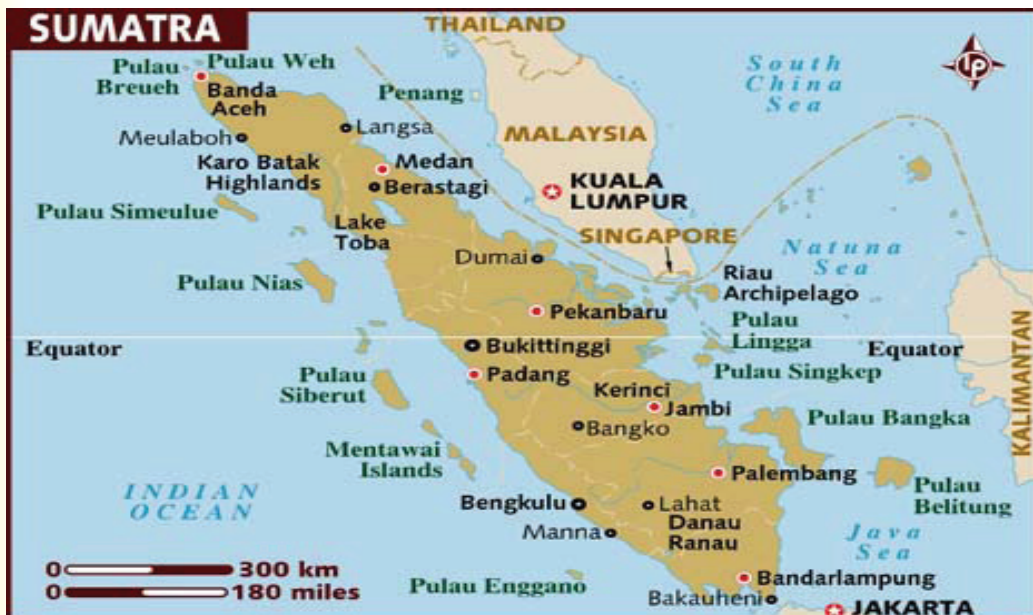 SUMATRA
THAILAND
Pulau Weh
Pulau
Breueh
Banda
Aceh
Penang
South
China
Sea
LP
Langsa
Meulaboh
MALAYSIA
Karo Batak
Highlands
Medan
Berastagi
KUALA
LUMPUR
Pulau Simeulue
Lake
Toba
SINGAPORE
Natuna
Sea
Dumai
Pulau Nias
Riau
Archipelago
Pekanbaru
Pulau
Lingga
Equator
Bukittinggi
Equator
KALIMANTAN
Pulau
Siberut
Padang
Pulau Singkep
Kerinci
Jambi
Pulau Bangka
Bangko
Mentawai
Islands
Palembang
Pulau
Belitung
INDIAN
OCEAN
Bengkulu
Lahat
Manna
Danau
Ranau
Java
Sea
0 300 km
0 180 miles
Pulau Enggano
Bandarlampung
Bakauheni
JAKARTA